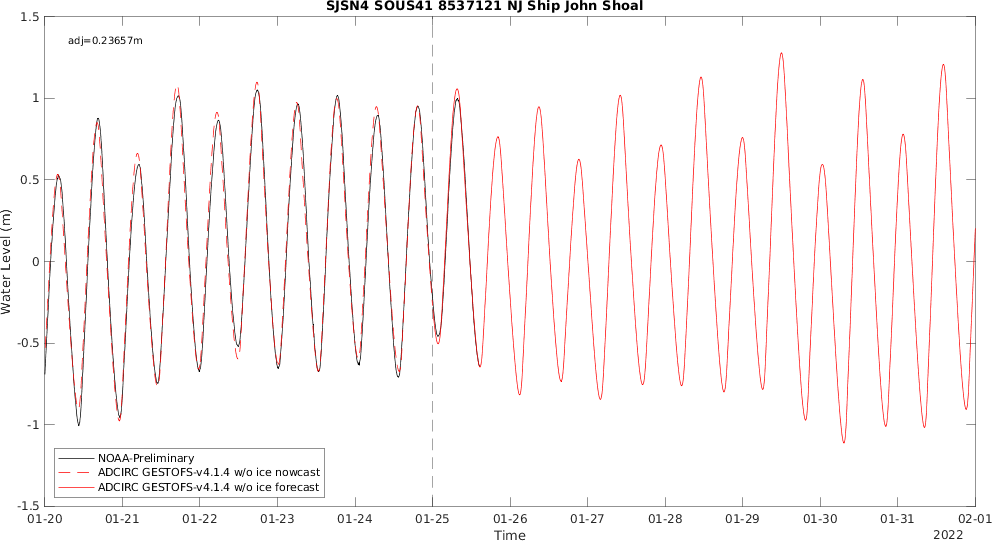 SJSN4 SOUS41 8537121 NJ Ship John Shoal
adj=0.23657m
1.5
1
0.5
0
-0.5
-1
-1.5
Water Level (m)
NOAA-Preliminary
ADCIRC GESTOFS-v4.1.4 w/o ice nowcast
ADCIRC GESTOFS-v4.1.4 w/o ice forecast
01-20 01-21 01-22 01-23 01-24 01-25 01-26 01-27 01-28 01-29 01-30 01-31 02-01
Time
2022